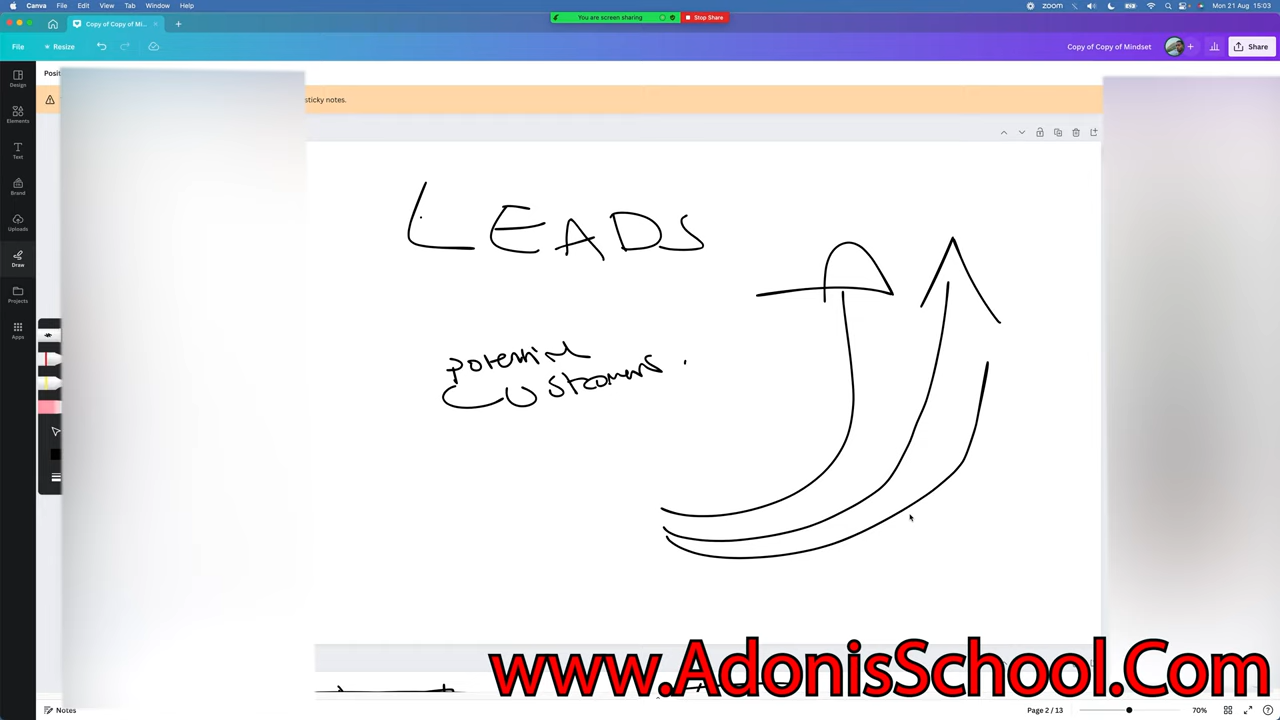 Canva File Edit View Tab Window Help
zoom
Mon 21 Aug 15:03
You are screen sharing
Stop Share
Copy of Copy of Mi...
File Resize
Copy of Copy of Mindset
Share
Design
Posit
Elements
sticky notes.
Text
Brand
Uploads
Draw
Projects
Apps
LEADS
potential
customers
www.AdonisSchool.Com
Notes
Page 2 / 13
70%